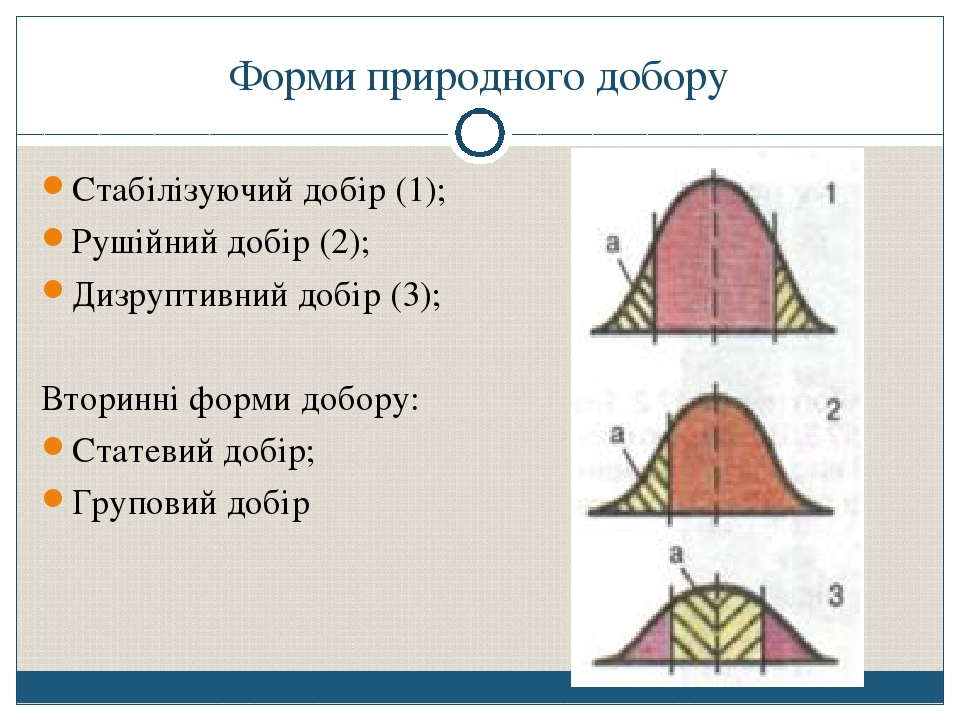 Форми природного добору
Стабілізуючий добір (1);
Рушійний добір (2);
Дизруптивний добір (3);
Вторинні форми добору:
Статевий добір;
Груповий добір
1
а
2
а
а
3